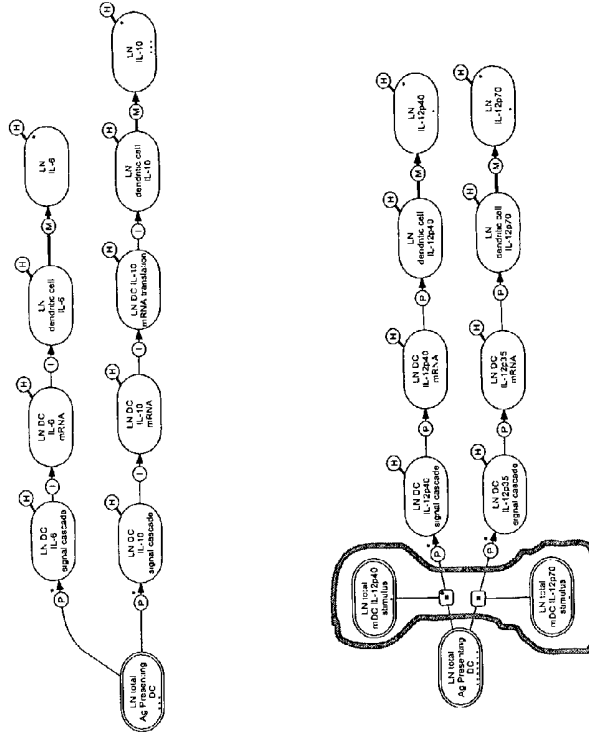 H
LN
IL-6
M
H
LN
dendritic cell
IL-6
I
H
LN DC
IL-6
mRNA
I
H
LN DC
IL-6
signal cascade
P
H
LN
IL-10
M
H
LN
dendritic cell
IL-10
I
H
LN DC IL-10
mRNA translation
I
H
LN DC
IL-10
mRNA
I
H
LN DC
IL-10
signal cascade
P
LN total
Ag Presenting
DC
H
LN
IL-12p40
M
H
LN
dendritic cell
IL-12p40
P
H
LN DC
IL-12p40
mRNA
P
H
LN DC
IL-12p40
signal cascade
P
H
LN
IL-12p70
M
H
LN
dendritic cell
IL-12p70
P
H
LN DC
IL-12p35
mRNA
P
H
LN DC
IL-12p35
signal cascade
P
LN total
mDC IL-12p40
stimulus
LN total
Ag Presenting
DC
LN total
mDC IL-12p70
stimulus